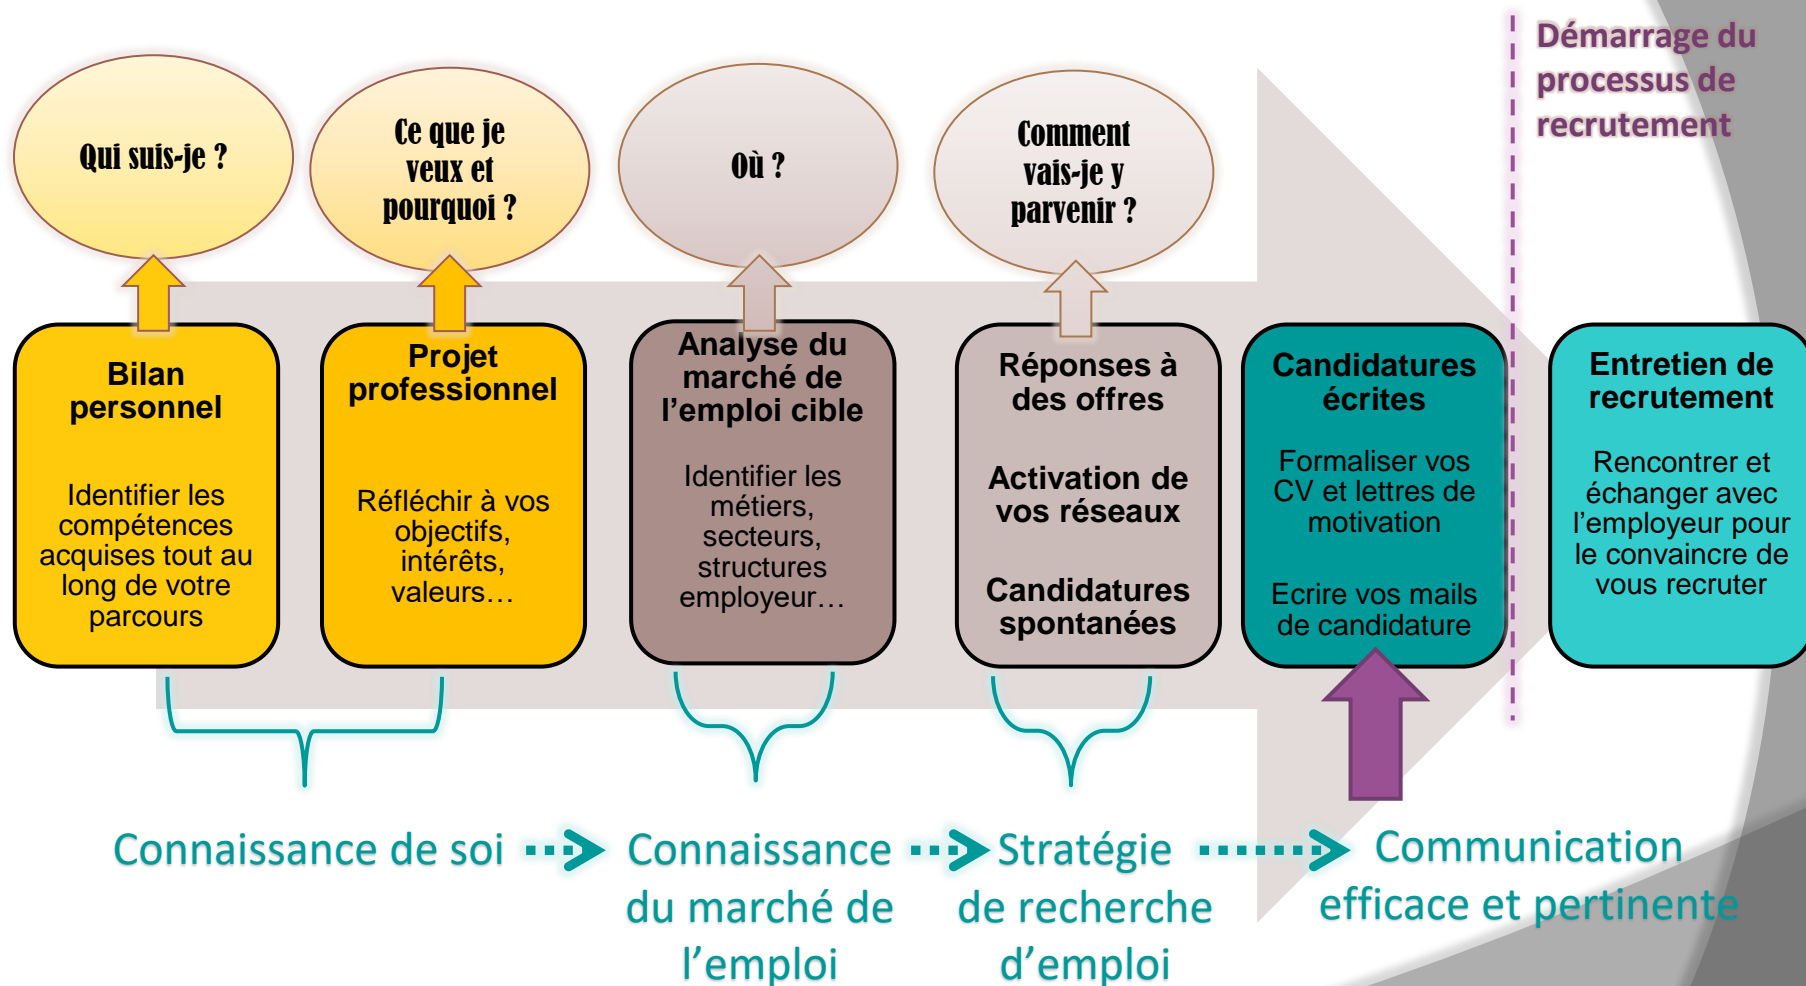 Démarrage du
processus de
recrutement
Qui suis-je ?
Ce que je
veux et
pourquoi ?
Où ?
Comment
vais-je y
parvenir ?
Bilan
personnel
Identifier les
compétences
acquises tout au
long de votre
parcours
Projet
professionnel
Réfléchir à vos
objectifs,
intérêts,
valeurs…
Analyse du
marché de
l’emploi cible
Identifier les
métiers,
secteurs,
structures
employeur…
Réponses à
des offres
Activation de
vos réseaux
Candidatures
spontanées
Candidatures
écrites
Formaliser vos
CV et lettres de
motivation
Ecrire vos mails
de candidature
Entretien de
recrutement
Rencontrer et
échanger avec
l’employeur pour
le convaincre de
vous recruter
Connaissance de soi
Connaissance
du marché de
l’emploi
Stratégie
de recherche
d’emploi
Communication
efficace et pertinente